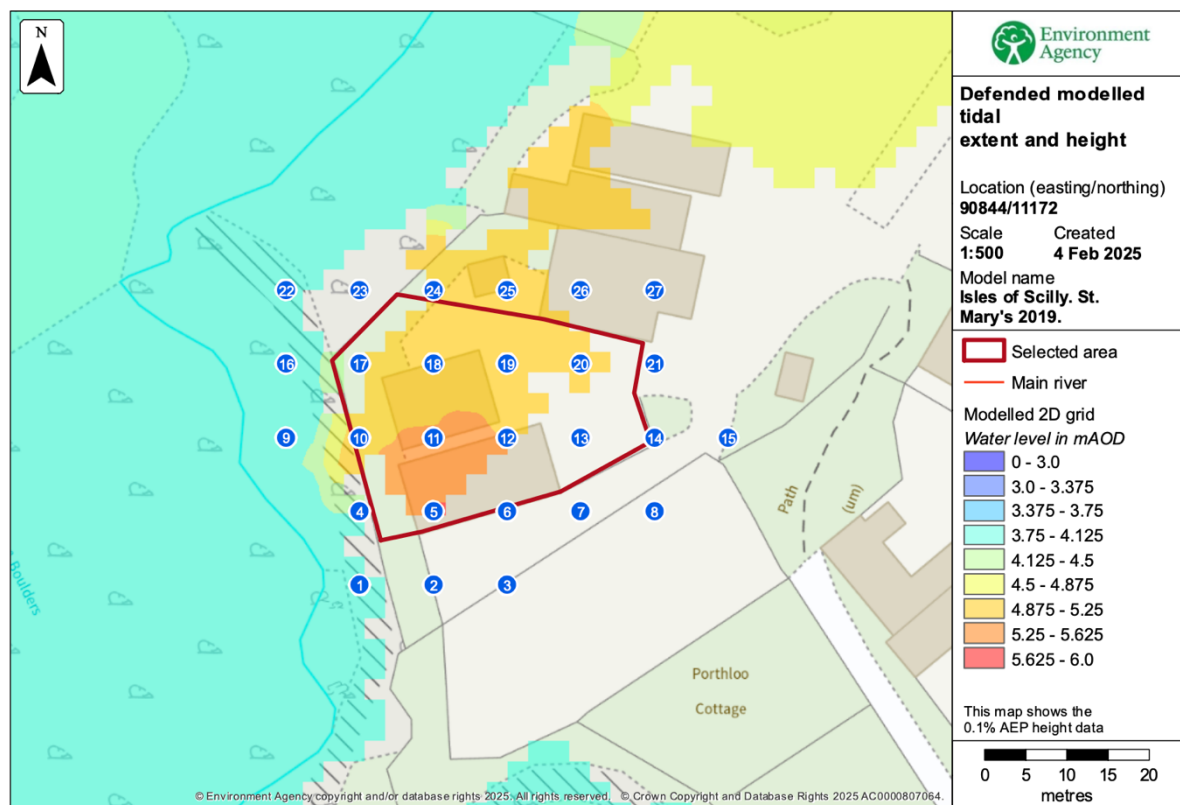 N
22
23
24
25
26
27
16
17
18
19
20
21
9
10
11
12
13
14
15
4
5
6
7
8
1
2
3
Boulders
Path
(um)
Porthloo
Cottage
© Environment Agency copyright and/or database rights 2025. All rights reserved. © Crown Copyright and Database Rights 2025 AC0000807064.
Environment
Agency
Defended modelled
tidal
extent and height
Location (easting/northing)
90844/11172
Scale Created
1:500 4 Feb 2025
Model name
Isles of Scilly. St.
Mary's 2019.
Selected area
Main river
Modelled 2D grid
Water level in mAOD
0 - 3.0
3.0 - 3.375
3.375 - 3.75
3.75 - 4.125
4.125 - 4.5
4.5 - 4.875
4.875 - 5.25
5.25 - 5.625
5.625 - 6.0
This map shows the
0.1% AEP height data
0 5 10 15 20
metres